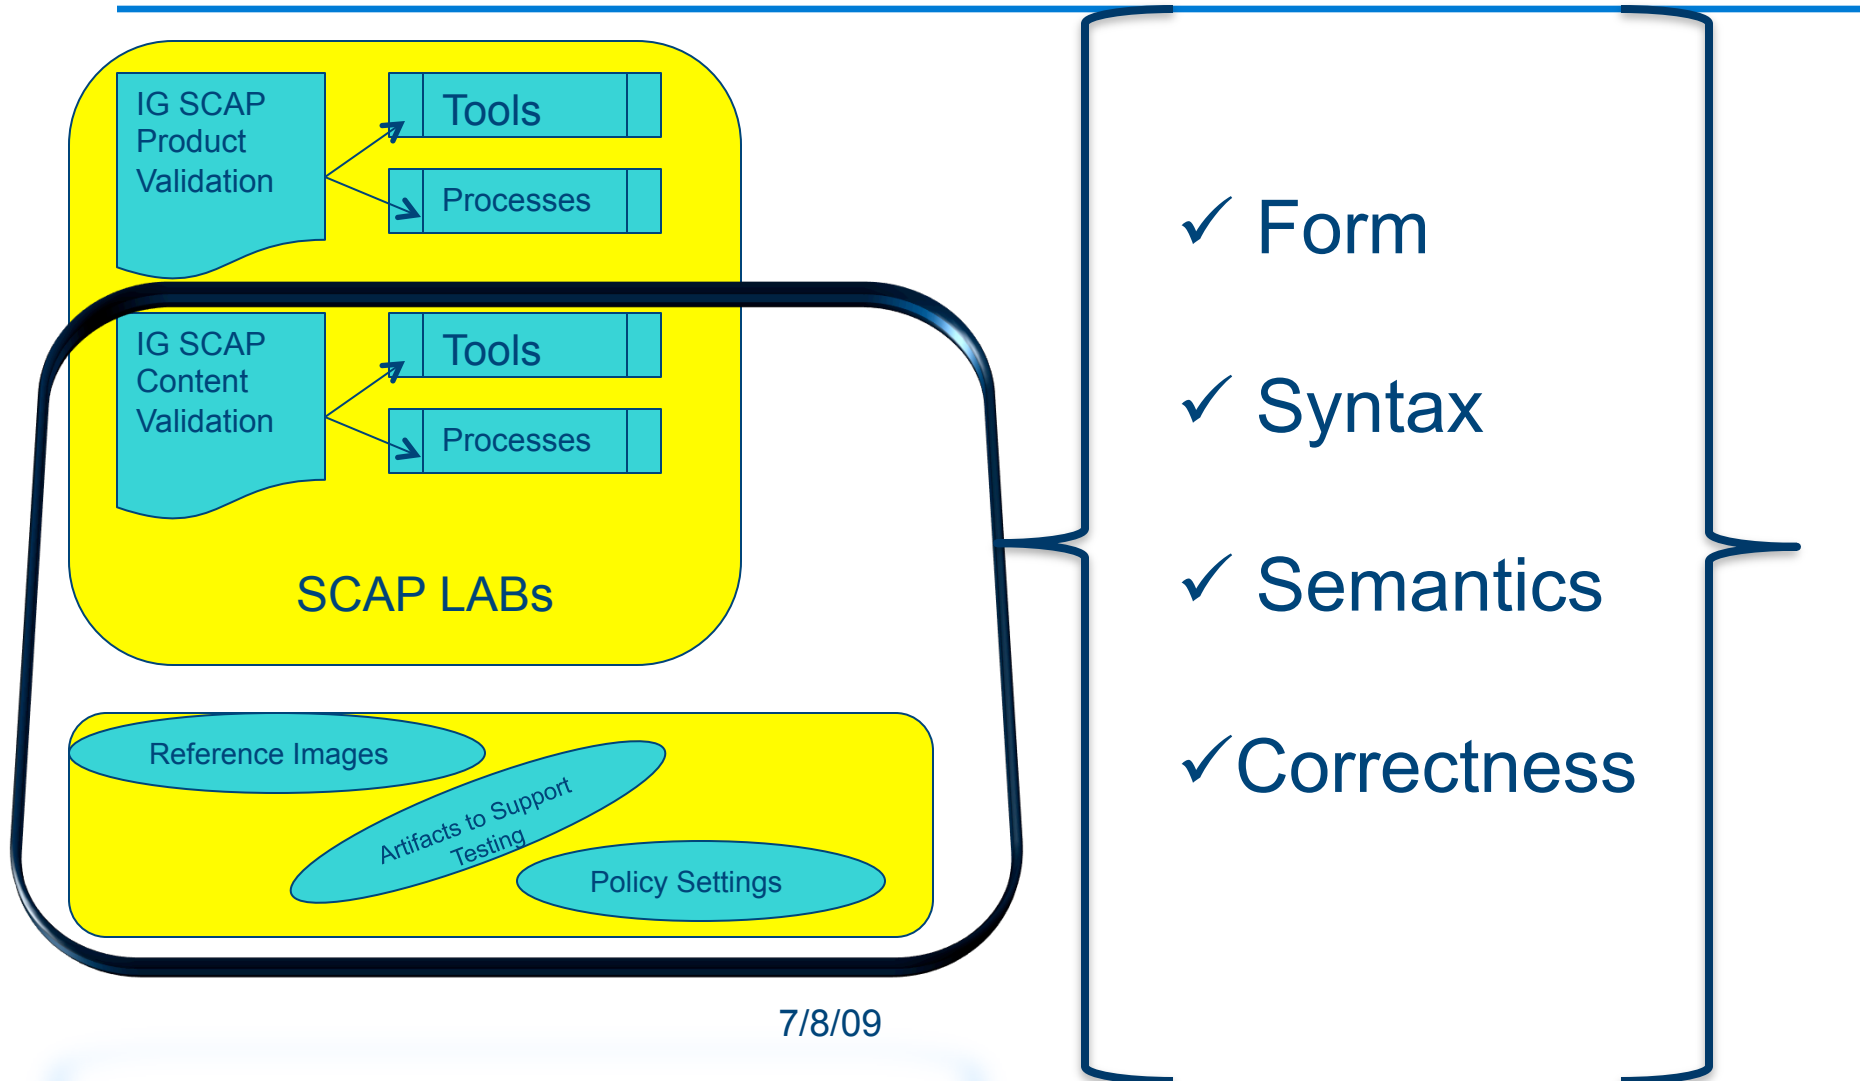 IG SCAP
Product
Validation
Tools
Processes
IG SCAP
Content
Validation
Tools
Processes
SCAP LABs
Reference Images
Artifacts to Support
Testing
Policy Settings
✓ Form
✓ Syntax
✓ Semantics
✓Correctness
7/8/09